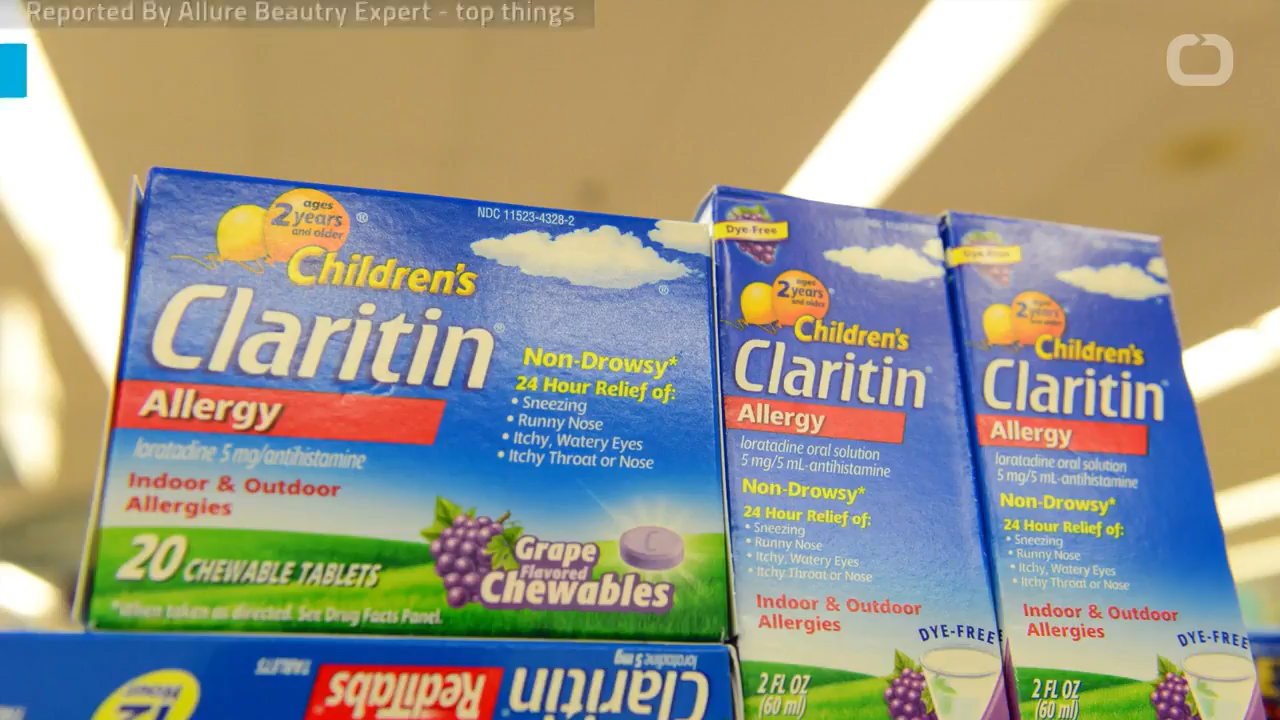 Reported By Allure Beautry Expert - top things
ages
2 years
and older
®
NDC 11523-4328-2
Children's
Claritin®
Allergy
loratadine 5 mg/antihistamine
Indoor & Outdoor
Allergies
Non-Drowsy*
24 Hour Relief of:
• Sneezing
• Runny Nose
• Itchy, Watery Eyes
• Itchy Throat or Nose
®
20 CHEWABLE TABLETS
Grape
Flavored
Chewables
C
*When taken as directed. See Drug Facts Panel.
Dye-Free
ages
2 years
and older
Children's
Claritin
Allergy
loratadine oral solution
5 mg/5 mL-antihistamine
Non-Drowsy*
24 Hour Relief of:
• Sneezing
• Runny Nose
• Itchy, Watery Eyes
• Itchy Throat or Nose
Indoor & Outdoor
Allergies
DYE-FREE
2 FL OZ
(60 ml)
Dye-Free
ages
2 years
and older
Children's
Claritin
Allergy
loratadine oral solution
5 mg/5 mL-antihistamine
Non-Drowsy*
24 Hour Relief of:
• Sneezing
• Runny Nose
• Itchy, Watery Eyes
• Itchy Throat or Nose
Indoor & Outdoor
Allergies
DYE-FREE
2 FL OZ
(60 ml)
Claritin
loratadine 5 mg
RediTabs
TABLETS
12